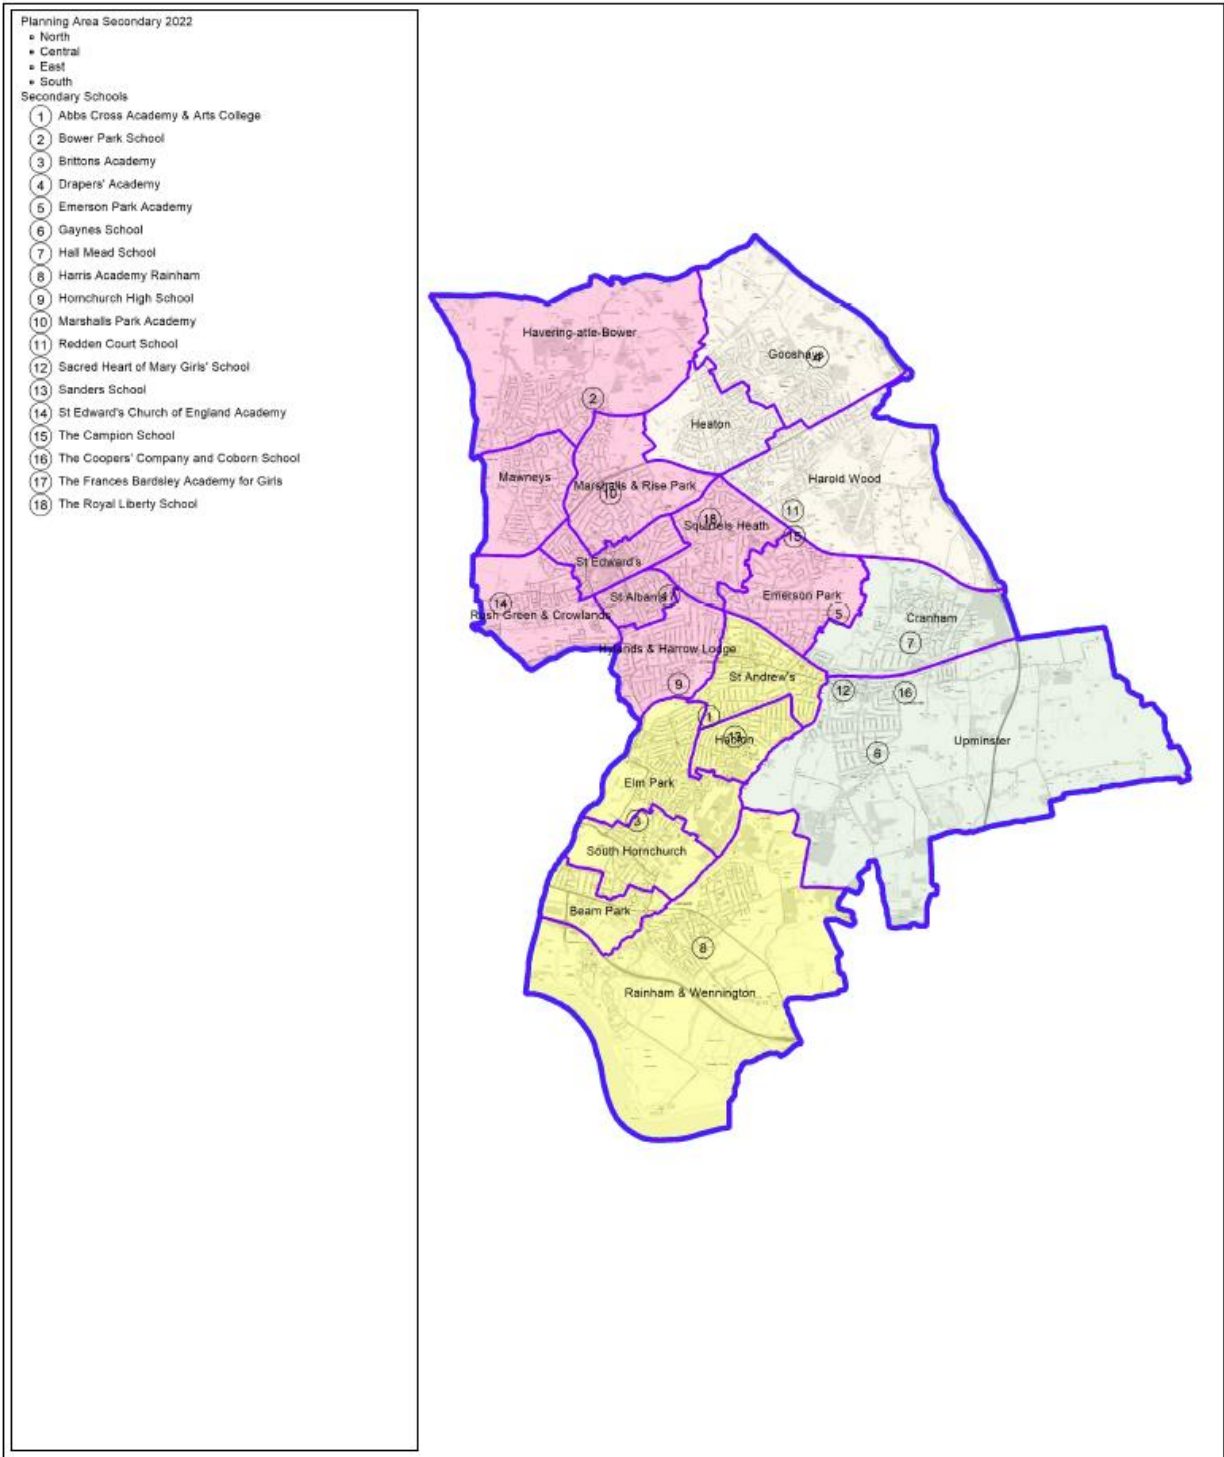 Planning Area Secondary 2022
North
Central
East
South
Secondary Schools
1 Abbs Cross Academy & Arts College
2 Bower Park School
3 Brittons Academy
4 Drapers' Academy
5 Emerson Park Academy
6 Gaynes School
7 Hall Mead School
8 Harris Academy Rainham
9 Hornchurch High School
10 Marshalls Park Academy
11 Redden Court School
12 Sacred Heart of Mary Girls' School
13 Sanders School
14 St Edward's Church of England Academy
15 The Campion School
16 The Coopers' Company and Coborn School
17 The Frances Bardsley Academy for Girls
18 The Royal Liberty School
Havering-atte-Bower
Gooshays
4
2
Heaton
Mawneys
Marshalls & Rise Park
10
Harold Wood
11
18
Squirrels Heath
15
St Edward's
St Alban's
17
14
Rush Green & Crowlands
Emerson Park
5
Cranham
7
Hylands & Harrow Lodge
St Andrew's
9
12
16
1
Hacton
13
Upminster
6
Elm Park
3
South Hornchurch
Beam Park
8
Rainham & Wennington